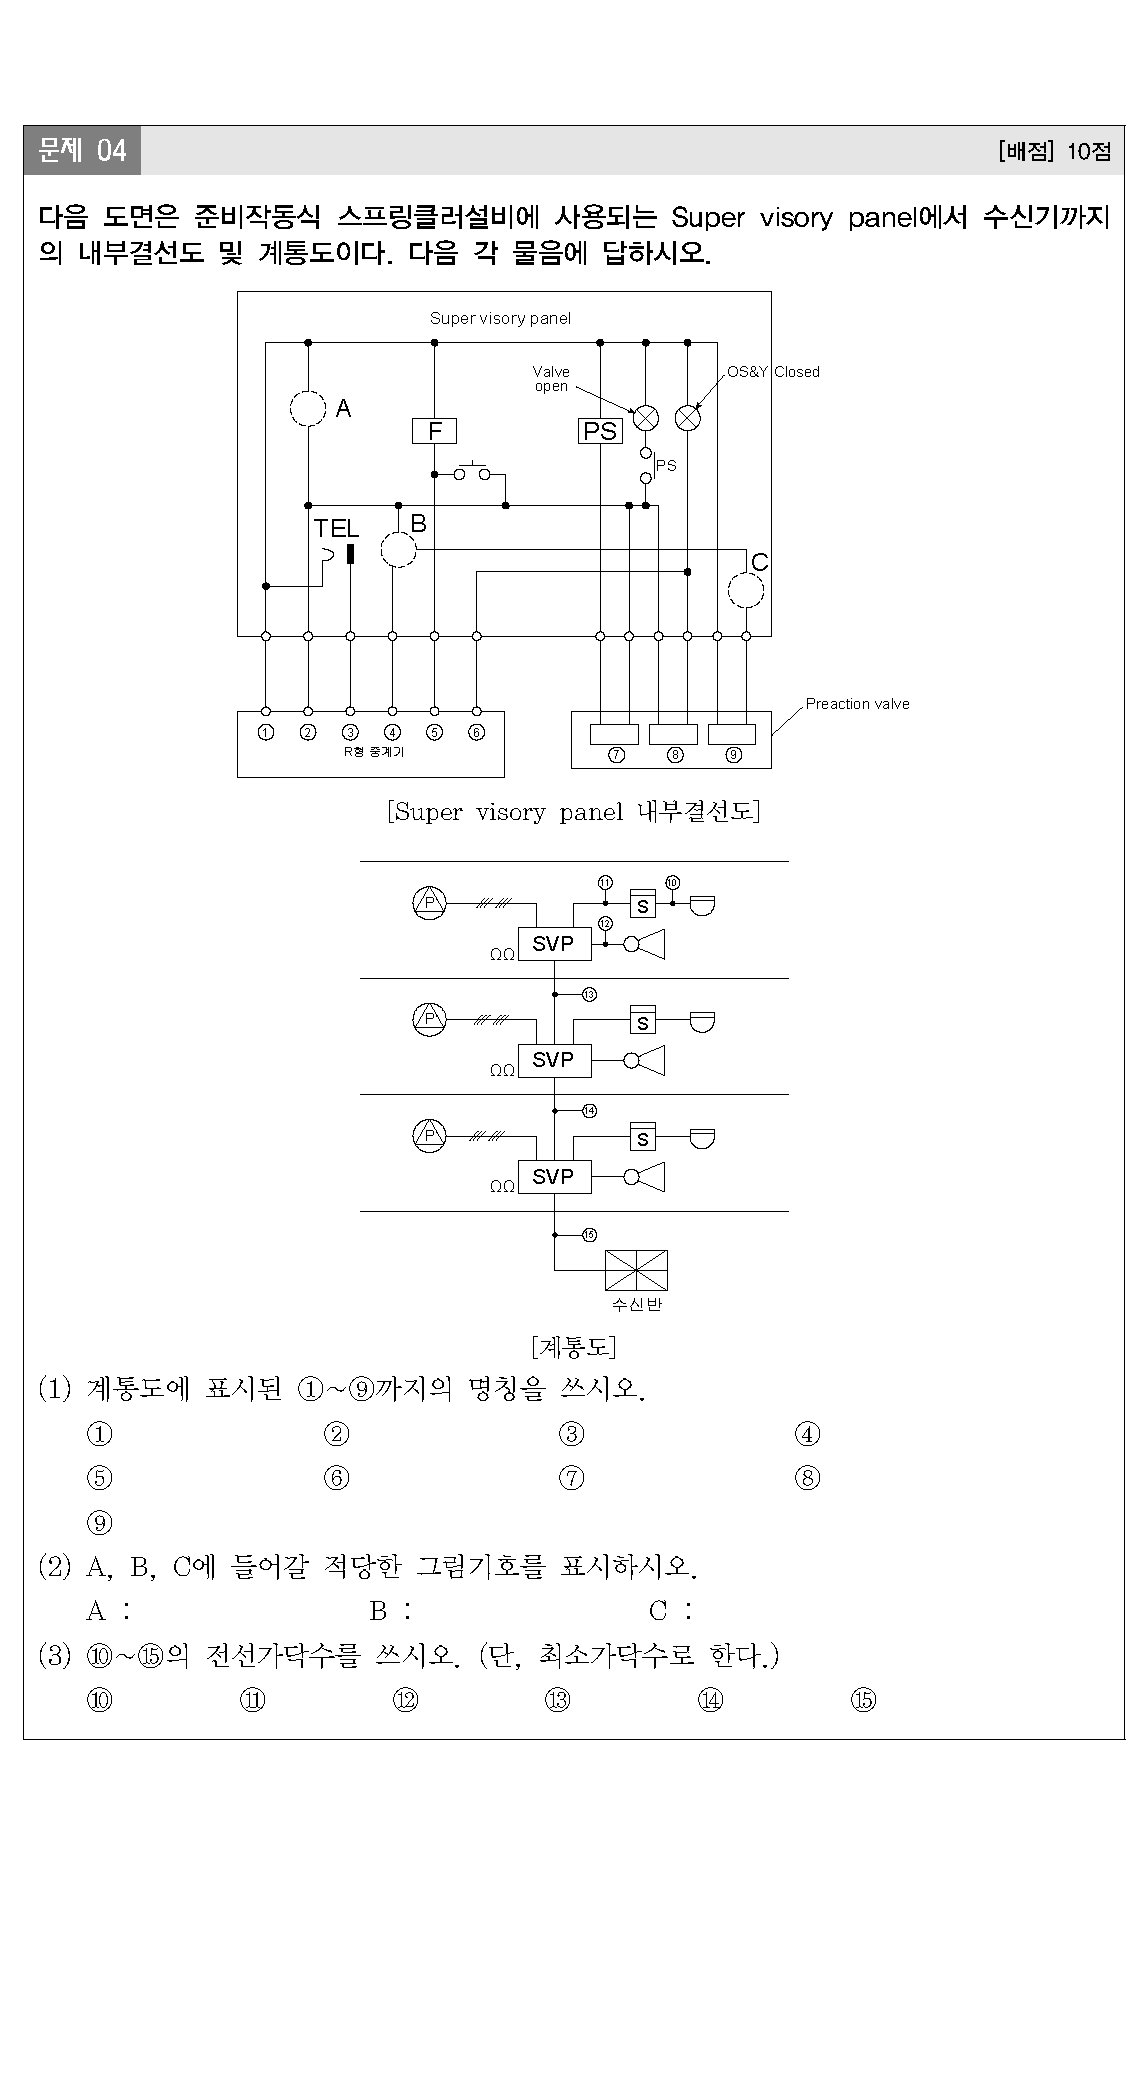 문제 04 [배점] 10점
다음 도면은 준비작동식 스프링클러설비에 사용되는 Super visory panel에서 수신기까지
의 내부결선도 및 계통도이다. 다음 각 물음에 답하시오.
Super visory panel
Valve
open
OS&Y Closed
A
F
PS
PS
TEL
B
C
Preaction valve
① ② ③ ④ ⑤ ⑥
R형 중계기
⑦ ⑧ ⑨
[Super visory panel 내부결선도]
⑪ ⑩
P
S
⑫
SVP
ΩΩ
⑬
P
S
SVP
ΩΩ
⑭
P
S
SVP
ΩΩ
⑮
수신반
[계통도]
(1) 계통도에 표시된 ①~⑨까지의 명칭을 쓰시오.
① ② ③ ④
⑤ ⑥ ⑦ ⑧
⑨
(2) A, B, C에 들어갈 적당한 그림기호를 표시하시오.
A : B : C :
(3) ⑩~⑮의 전선가닥수를 쓰시오. (단, 최소가닥수로 한다.)
⑩ ⑪ ⑫ ⑬ ⑭ ⑮